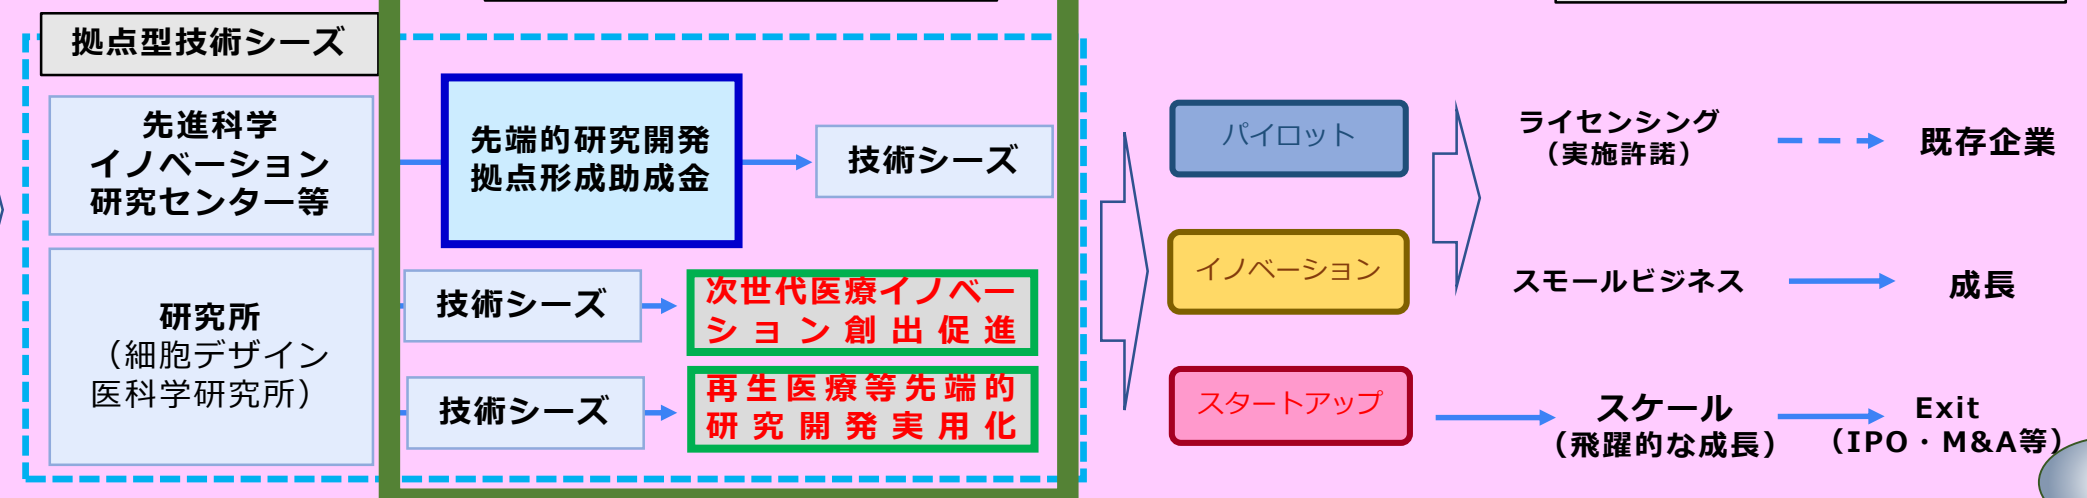 拠点型技術シーズ
先進科学
イノベーション
研究センター等
研究所
（細胞デザイン
医科学研究所）
先端的研究開発
拠点形成助成金
技術シーズ
技術シーズ
次世代医療イノベー
ション創出促進
技術シーズ
再生医療等先端的
研究開発実用化
パイロット
イノベーション
スタートアップ
ライセンシング
（実施許諾）
既存企業
スモールビジネス
成長
スケール
（飛躍的な成長）
Exit
（IPO・M&A等）